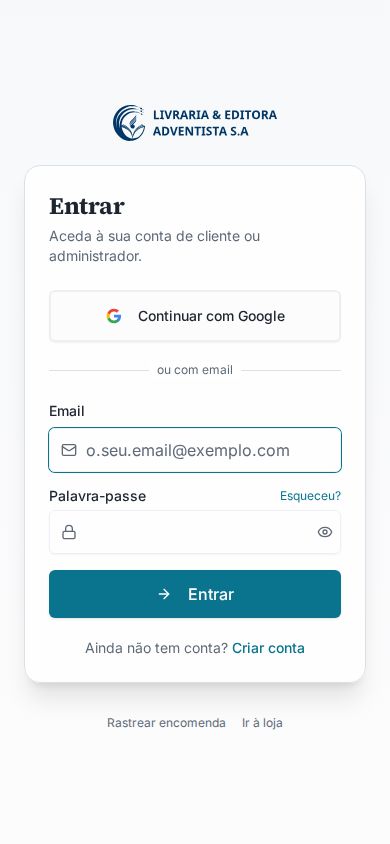 LIVRARIA & EDITORA
ADVENTISTA S.A
Entrar
Aceda à sua conta de cliente ou
administrador.
Continuar com Google
ou com email
Email
o.seu.email@exemplo.com
Palavra-passe
Esqueceu?
Entrar
Ainda não tem conta? Criar conta
Rastrear encomenda Ir à loja